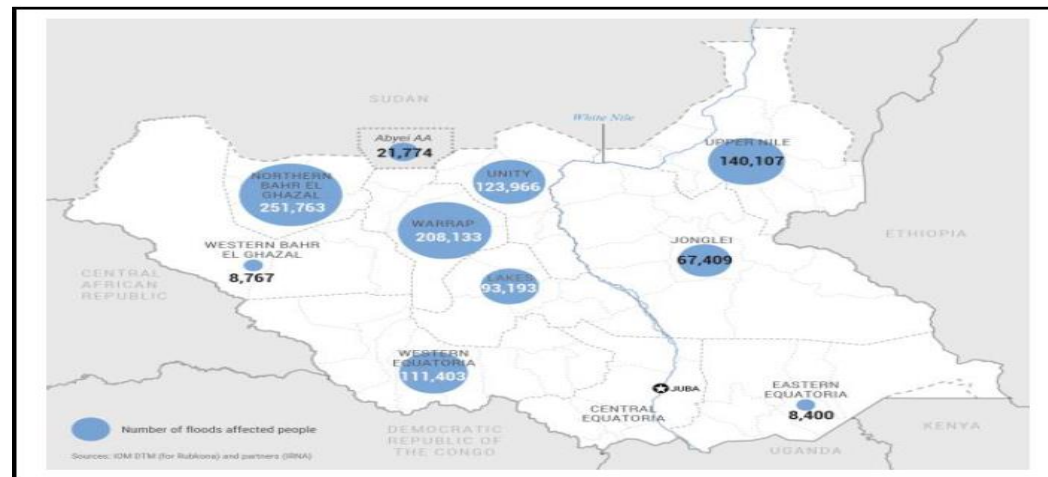 SUDAN
White Nile
Abyei AA
21,774
UPPER NILE
140,107
UNITY
123,966
NORTHERN
BAHR EL
GHAZAL
251,763
WARRAP
208,133
WESTERN BAHR
EL GHAZAL
8,767
JONGLEI
67,409
ETHIOPIA
CENTRAL
AFRICAN
REPUBLIC
LAKES
93,193
WESTERN
EQUATORIA
111,403
JUBA
EASTERN
EQUATORIA
8,400
CENTRAL
EQUATORIA
Number of floods affected people
DEMOCRATIC
REPUBLIC OF
THE CONGO
KENYA
UGANDA
Sources: IOM DTM (for Rubkona) and partners (IRNA)